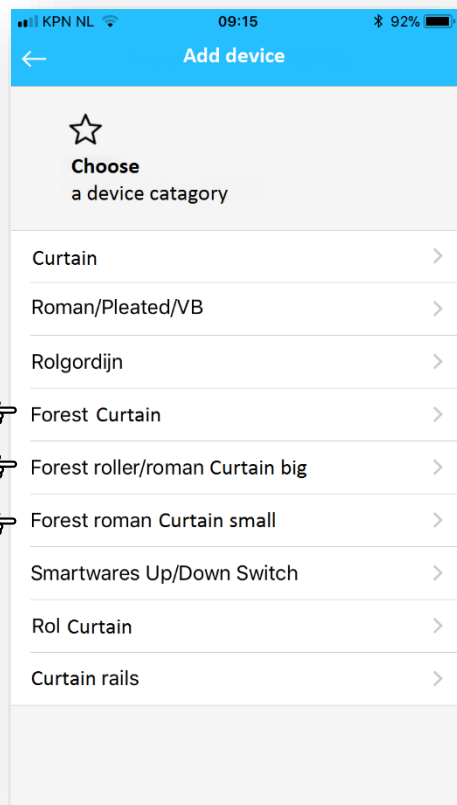 KPN NL 09:15 92%
Add device
Choose
a device catagory
Curtain
Roman/Pleated/VB
Rolgordijn
Forest Curtain
Forest roller/roman Curtain big
Forest roman Curtain small
Smartwares Up/Down Switch
Rol Curtain
Curtain rails